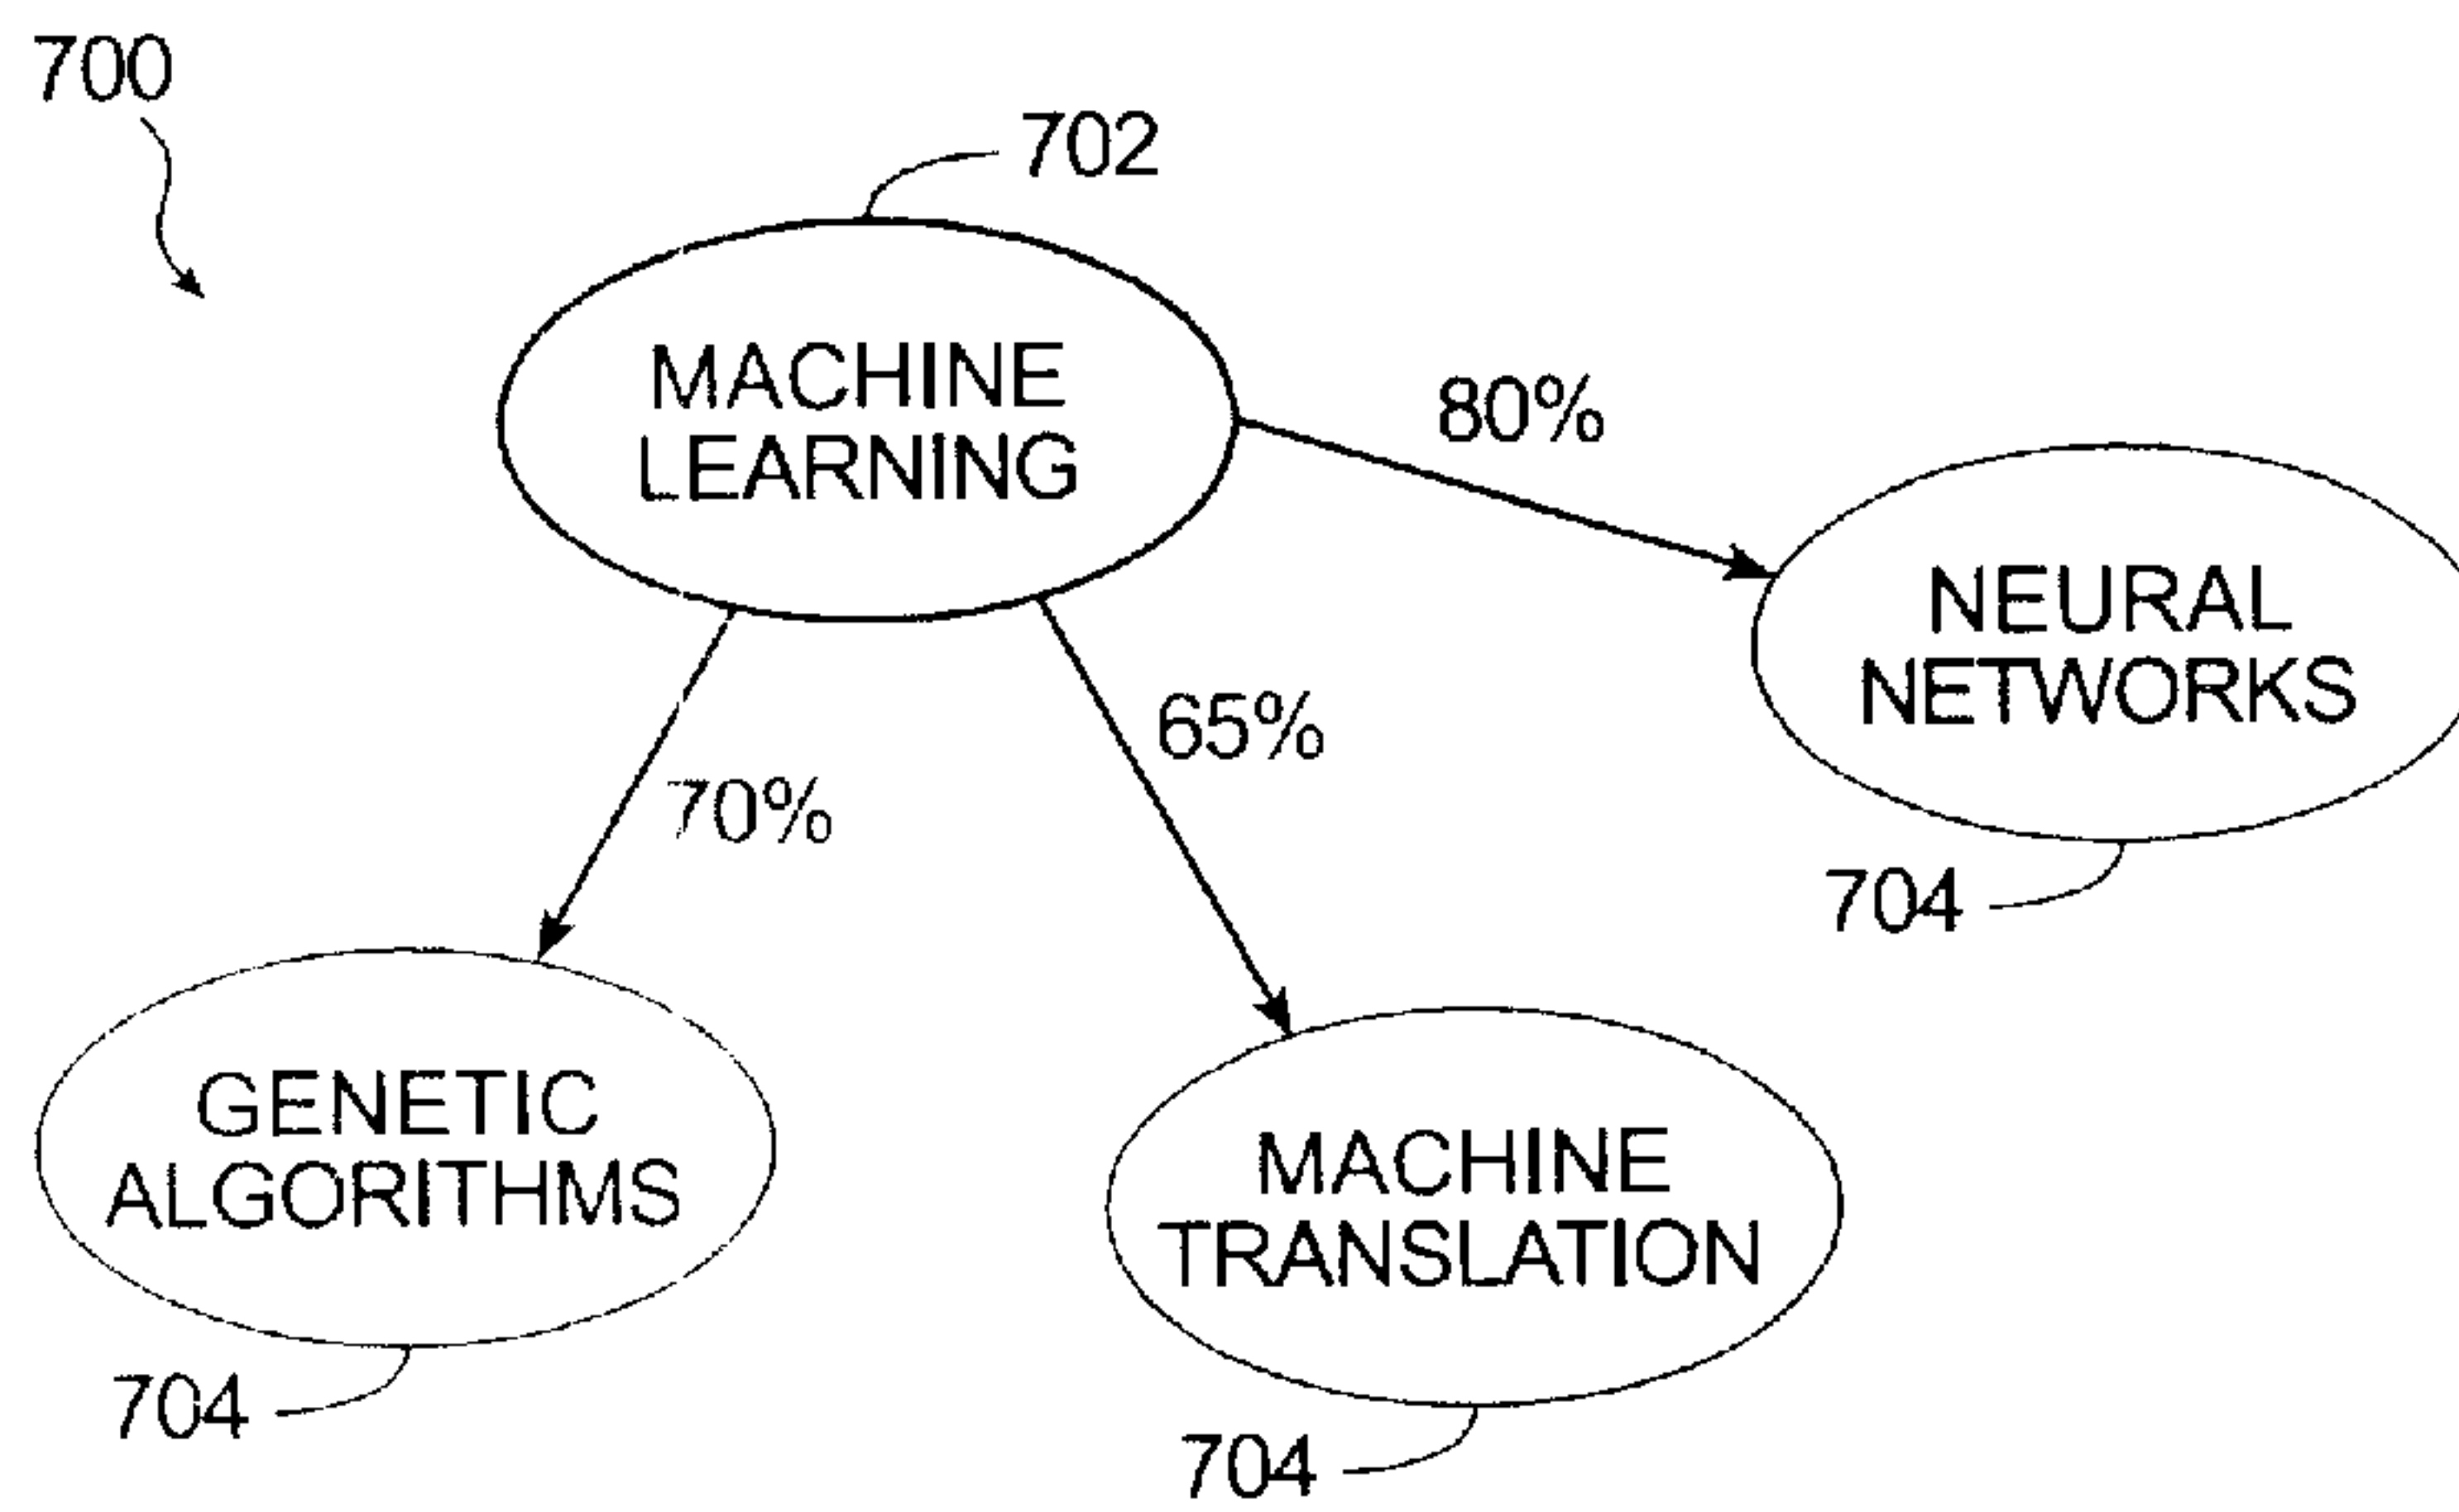 700
702
MACHINE
LEARNING
80%
NEURAL
NETWORKS
65%
70%
704
GENETIC
ALGORITHMS
MACHINE
TRANSLATION
704
704